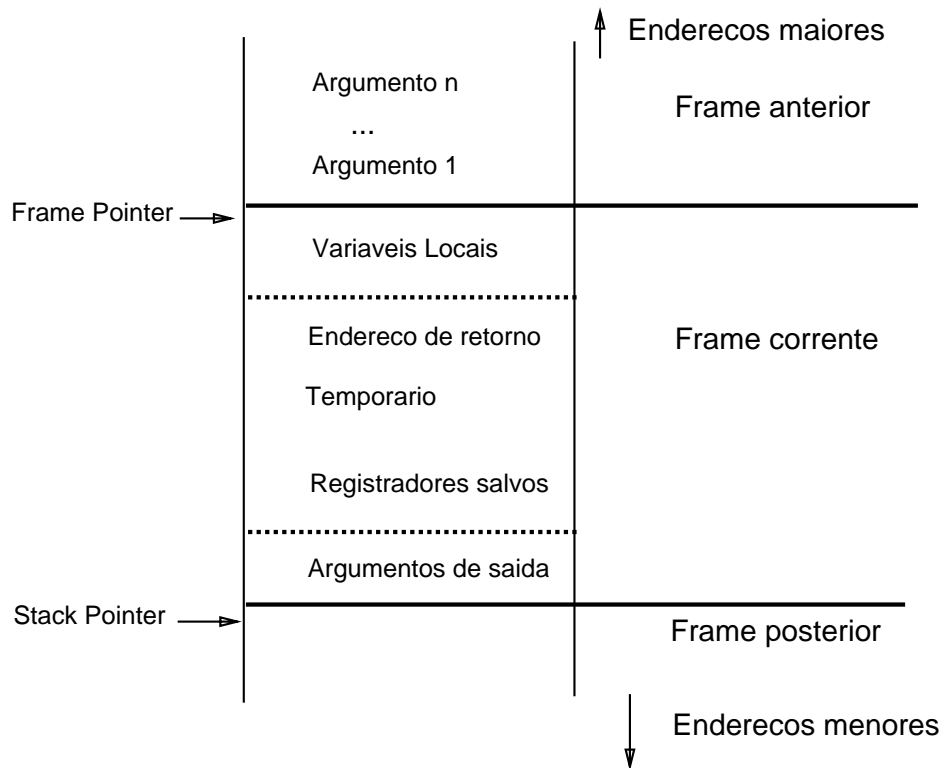 Enderecos maiores
Argumento n
Frame anterior
...
Argumento 1
Frame Pointer
Variaveis Locais
Endereco de retorno
Frame corrente
Temporario
Registradores salvos
Argumentos de saida
Stack Pointer
Frame posterior
Enderecos menores